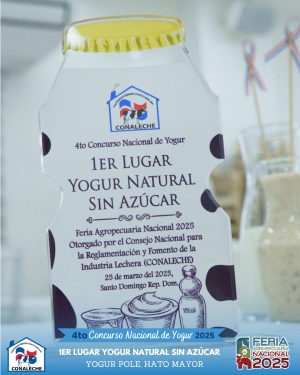 CONALECHE
4to Concurso Nacional de Yogur
1ER LUGAR
YOGUR NATURAL
SIN AZÚCAR
Feria Agropecuaria Nacional 2025
Otorgado por el Consejo Nacional para
la Reglamentación y Fomento de la
Industria Lechera (CONALECHE)
25 de marzo del 2025,
Santo Domingo Rep. Dom.
4to Concurso Nacional de Yogur 2025
CONALECHE
1ER LUGAR YOGUR NATURAL SIN AZÚCAR
YOGUR POLE, HATO MAYOR
FERIA
AGROPECUARIA
NACIONAL
2025